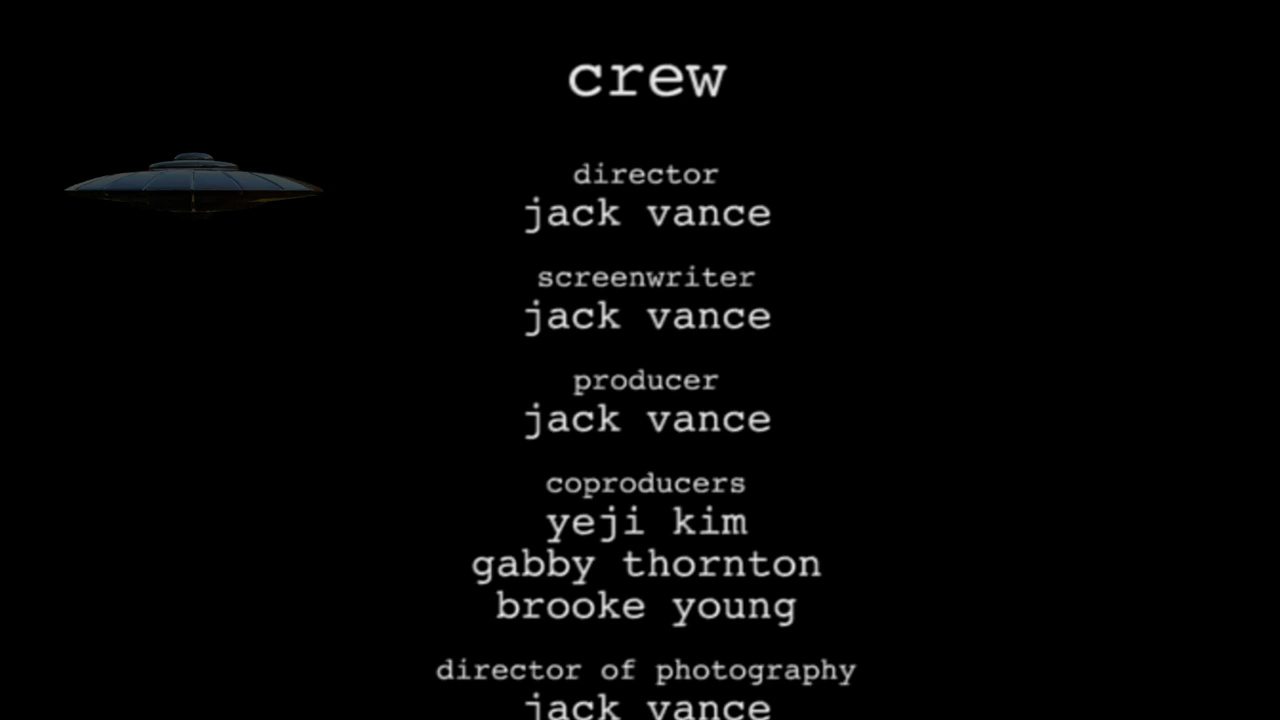 crew
director
jack vance
screenwriter
jack vance
producer
jack vance
coproducers
yeji kim
gabby thornton
brooke young
director of photography
jack vance